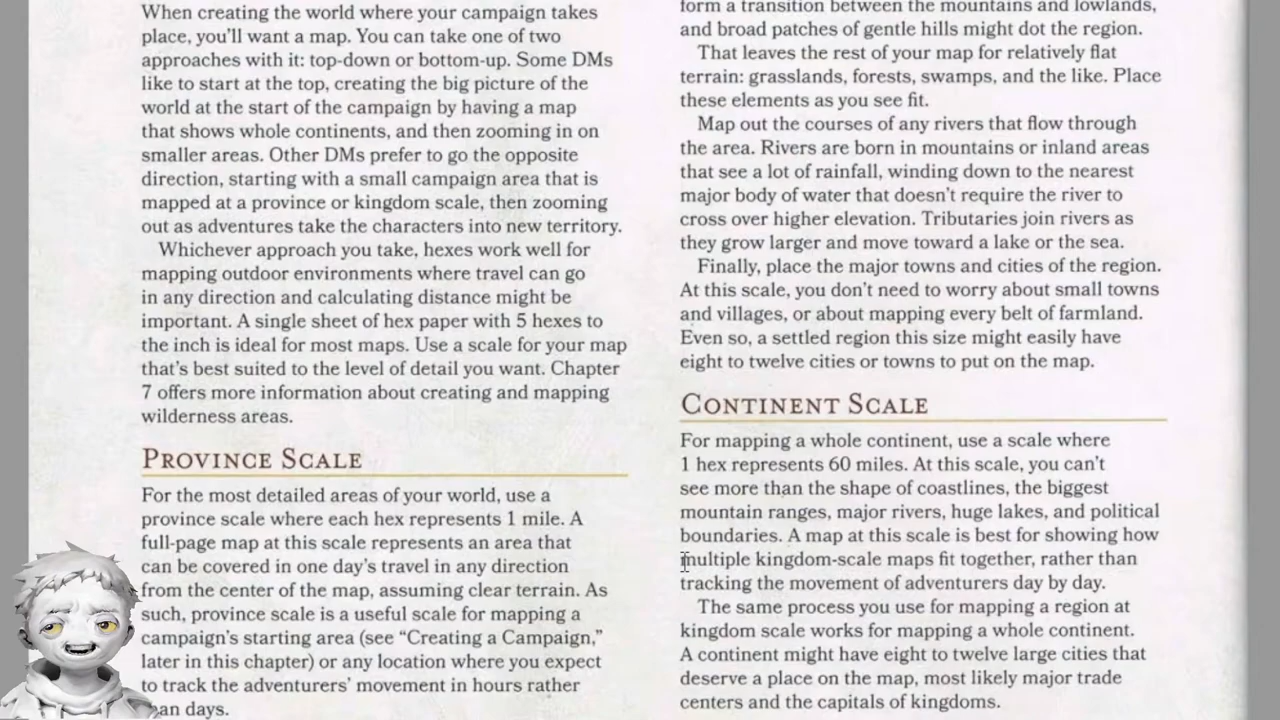 When creating the world where your campaign takes
place, you'll want a map. You can take one of two
approaches with it: top-down or bottom-up. Some DMs
like to start at the top, creating the big picture of the
world at the start of the campaign by having a map
that shows whole continents, and then zooming in on
smaller areas. Other DMs prefer to go the opposite
direction, starting with a small campaign area that is
mapped at a province or kingdom scale, then zooming
out as adventures take the characters into new territory.
Whichever approach you take, hexes work well for
mapping outdoor environments where travel can go
in any direction and calculating distance might be
important. A single sheet of hex paper with 5 hexes to
the inch is ideal for most maps. Use a scale for your map
that's best suited to the level of detail you want. Chapter
7 offers more information about creating and mapping
wilderness areas.
PROVINCE SCALE
For the most detailed areas of your world, use a
province scale where each hex represents 1 mile. A
full-page map at this scale represents an area that
can be covered in one day's travel in any direction
from the center of the map, assuming clear terrain. As
such, province scale is a useful scale for mapping a
campaign's starting area (see “Creating a Campaign,”
later in this chapter) or any location where you expect
to track the adventurers' movement in hours rather
days.
form a transition between the mountains and lowlands,
and broad patches of gentle hills might dot the region.
That leaves the rest of your map for relatively flat
terrain: grasslands, forests, swamps, and the like. Place
these elements as you see fit.
Map out the courses of any rivers that flow through
the area. Rivers are born in mountains or inland areas
that see a lot of rainfall, winding down to the nearest
major body of water that doesn't require the river to
cross over higher elevation. Tributaries join rivers as
they grow larger and move toward a lake or the sea.
Finally, place the major towns and cities of the region.
At this scale, you don't need to worry about small towns
and villages, or about mapping every belt of farmland.
Even so, a settled region this size might easily have
eight to twelve cities or towns to put on the map.
CONTINENT SCALE
For mapping a whole continent, use a scale where
1 hex represents 60 miles. At this scale, you can't
see more than the shape of coastlines, the biggest
mountain ranges, major rivers, huge lakes, and political
boundaries. A map at this scale is best for showing how
multiple kingdom-scale maps fit together, rather than
tracking the movement of adventurers day by day.
The same process you use for mapping a region at
kingdom scale works for mapping a whole continent.
A continent might have eight to twelve large cities that
deserve a place on the map, most likely major trade
centers and the capitals of kingdoms.